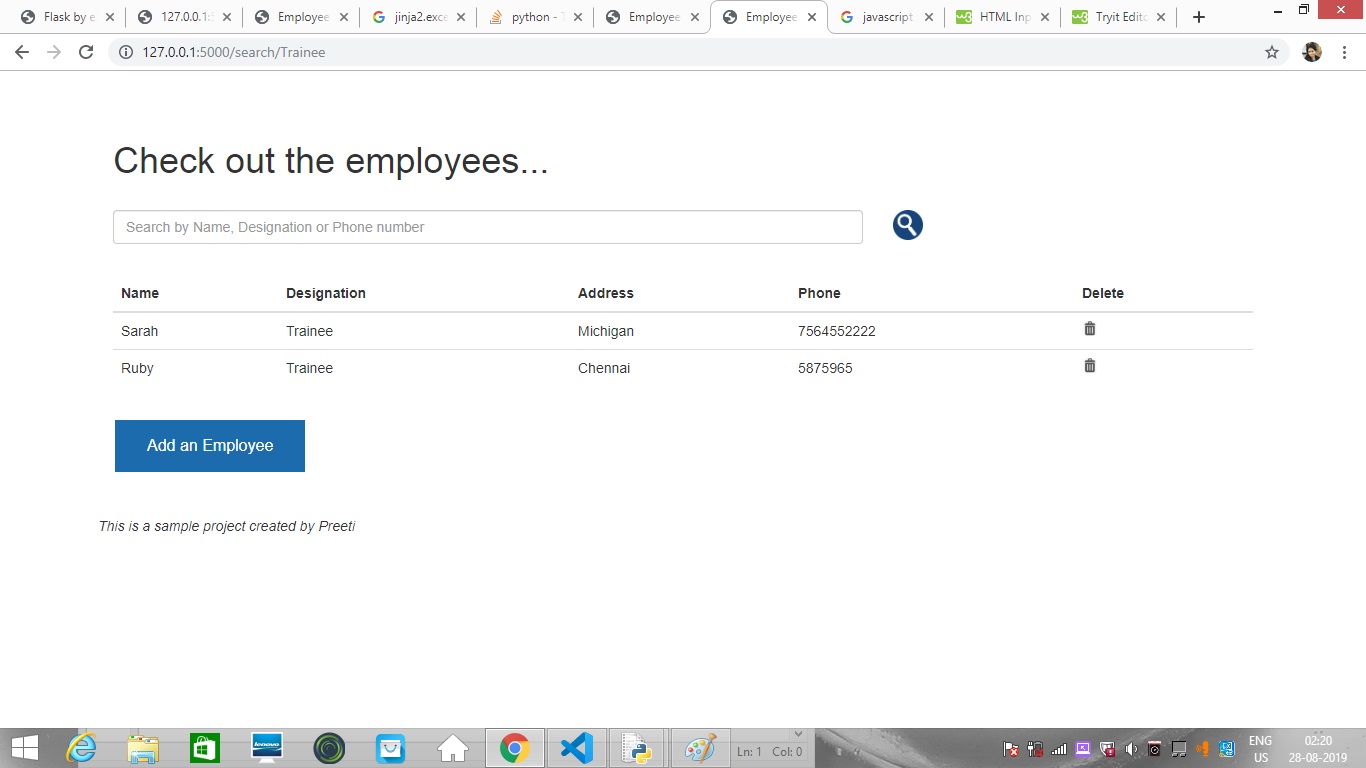 Flask by e
127.0.0.1:5
Employee
jinja2.exce
python - T
Employee
Employee
javascript
HTML Inp
Tryit Edito
127.0.0.1:5000/search/Trainee
Check out the employees...
Search by Name, Designation or Phone number
Name Designation Address Phone Delete
Sarah Trainee Michigan 7564552222
Ruby Trainee Chennai 5875965
Add an Employee
This is a sample project created by Preeti
lenovo
Ln: 1 Col: 0
ENG
US
02:20
28-08-2019